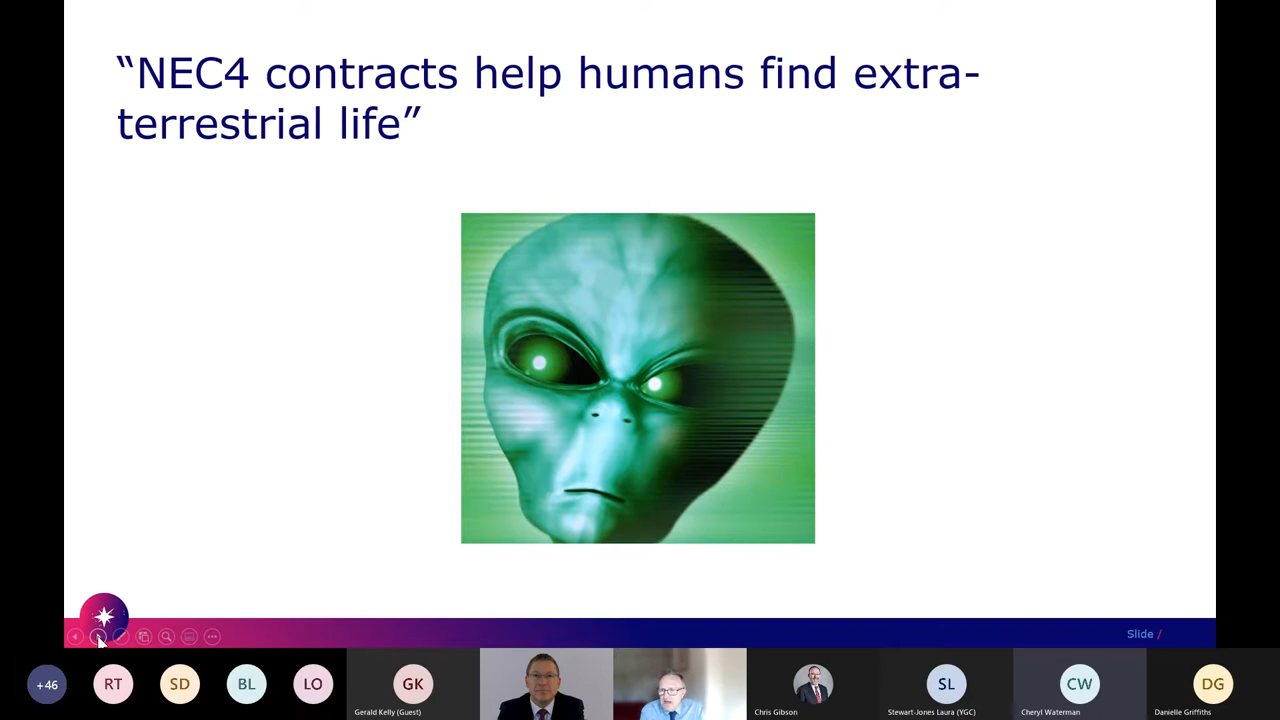 “NEC4 contracts help humans find extra-
terrestrial life”
Slide /
+46
RT
SD
BL
LO
GK
Gerald Kelly (Guest)
Chris Gibson
SL
Stewart-Jones Laura (YGC)
CW
Cheryl Waterman
DG
Danielle Griffiths